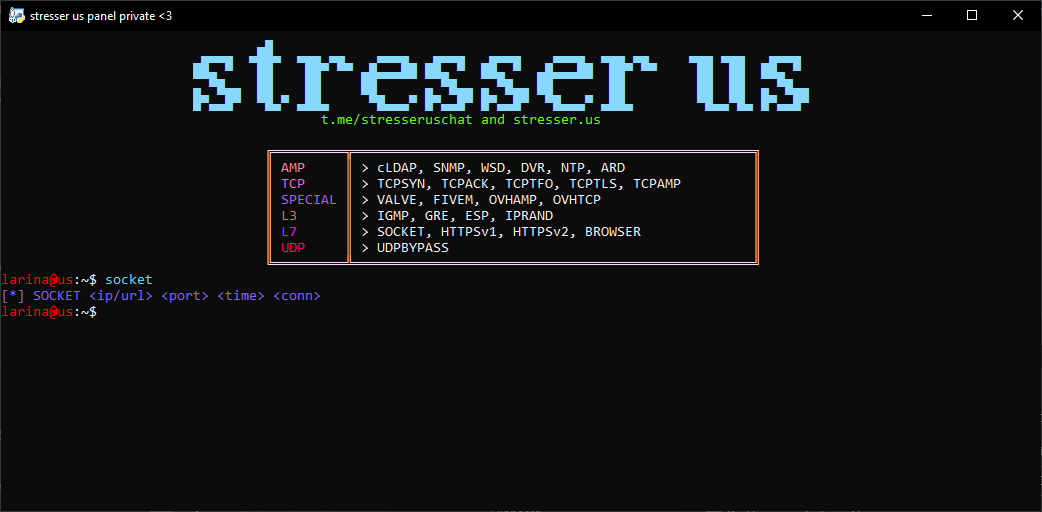 stresser us panel private <3
stresser us
t.me/stresseruschat and stresser.us
AMP > cLDAP, SNMP, WSD, DVR, NTP, ARD
TCP > TCPSYN, TCPACK, TCPTFO, TCPTLS, TCPAMP
SPECIAL > VALVE, FIVEM, OVHAMP, OVHTCP
L3 > IGMP, GRE, ESP, IPRAND
L7 > SOCKET, HTTPSv1, HTTPSv2, BROWSER
UDP > UDPBYPASS
larina@us:~$ socket
[*] SOCKET <ip/url> <port> <time> <conn>
larina@us:~$